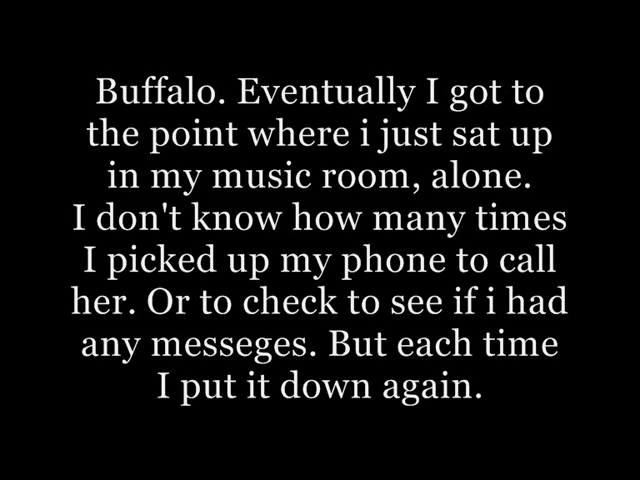 Buffalo. Eventually I got to
the point where i just sat up
in my music room, alone.
I don't know how many times
I picked up my phone to call
her. Or to check to see if i had
any messeges. But each time
I put it down again.